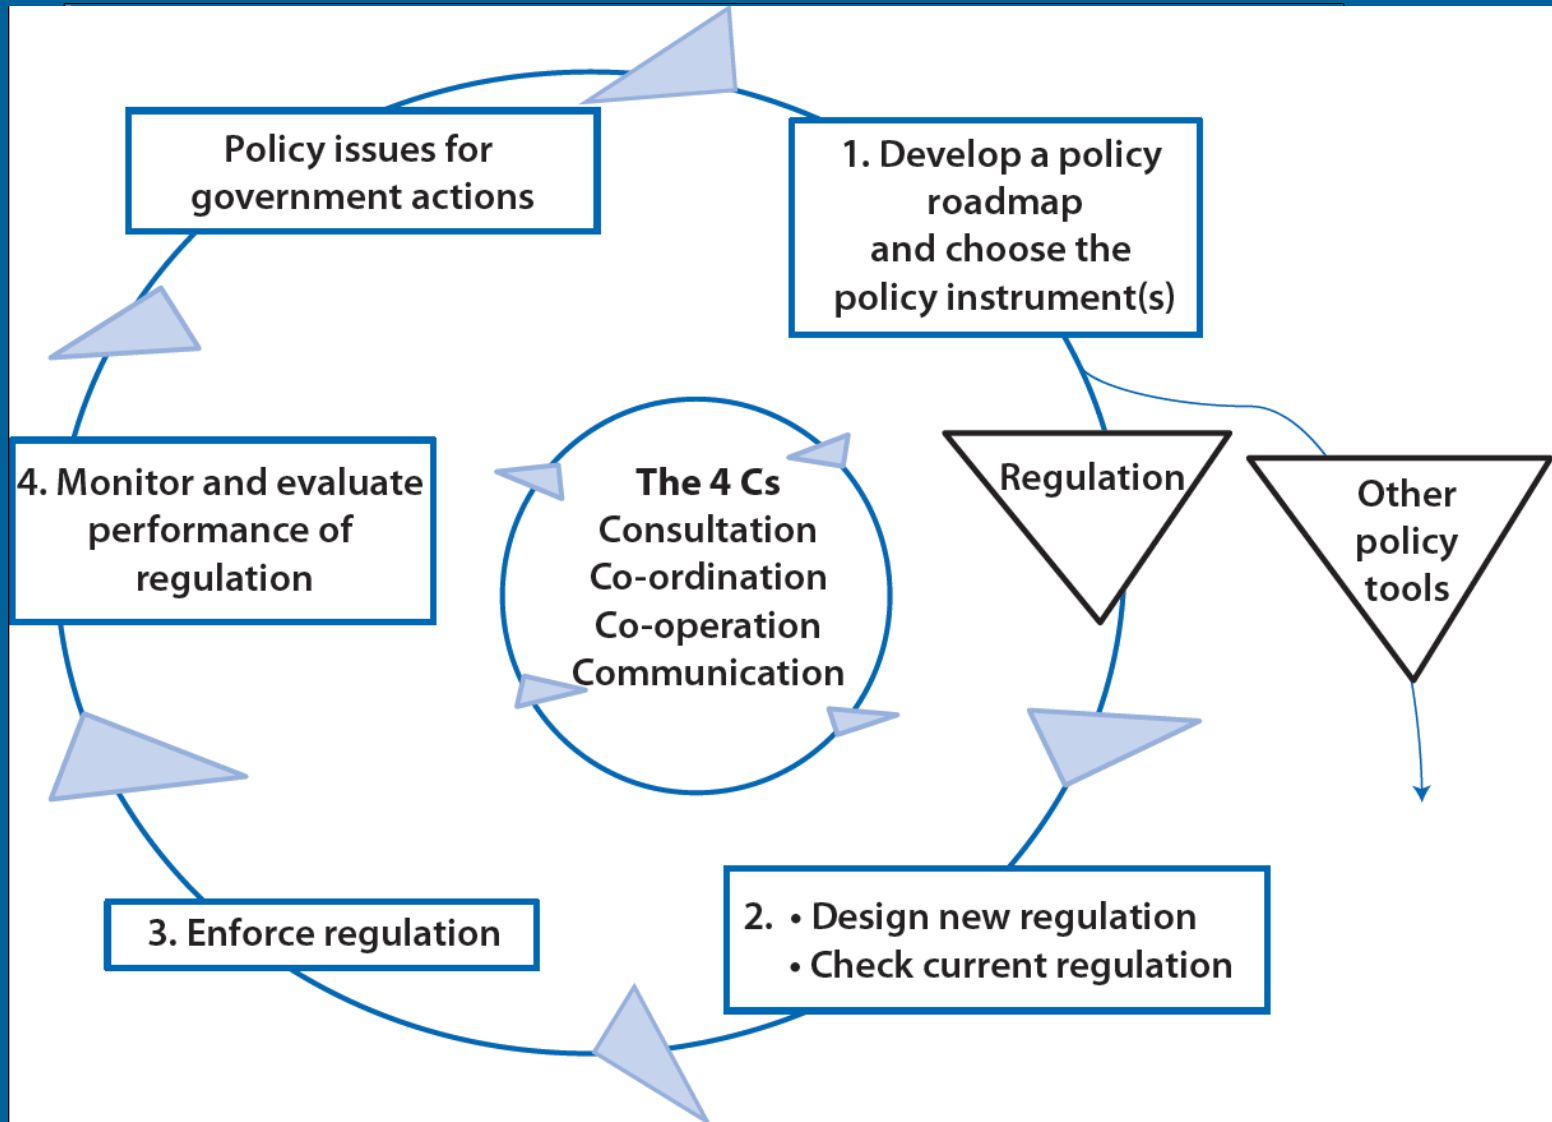 Policy issues for
government actions
1. Develop a policy
roadmap
and choose the
policy instrument(s)
Regulation
Other
policy
tools
The 4 Cs
Consultation
Co-ordination
Co-operation
Communication
4. Monitor and evaluate
performance of
regulation
3. Enforce regulation
2. • Design new regulation
• Check current regulation